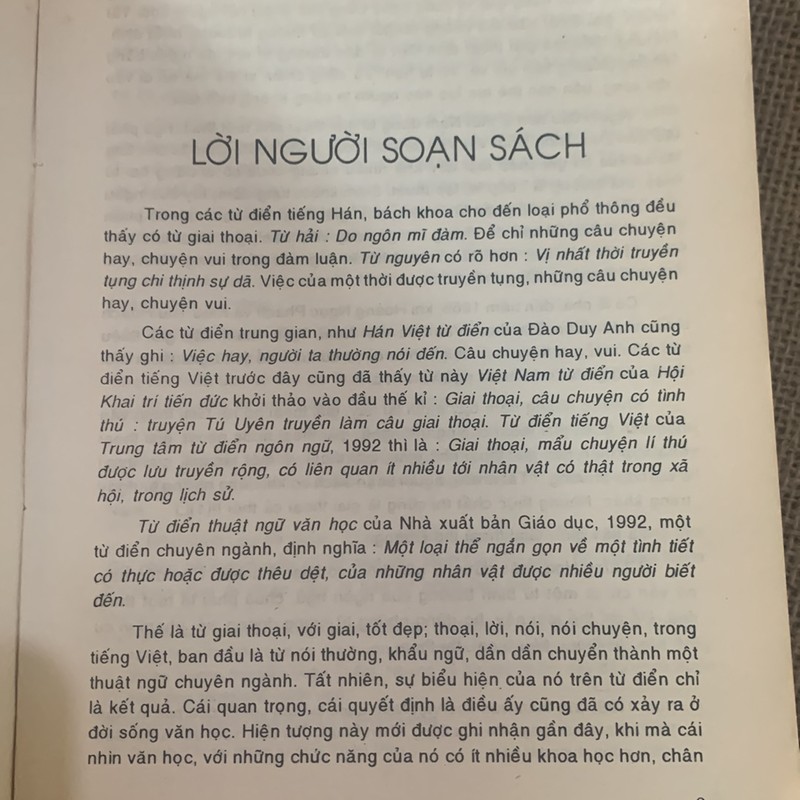 LỜI NGƯỜI SOẠN SÁCH
Trong các từ điển tiếng Hán, bách khoa cho đến loại phổ thông đều
thấy có từ giai thoại. Từ hải : Do ngôn mĩ đàm. Để chỉ những câu chuyện
hay, chuyện vui trong đàm luận. Từ nguyên có rõ hơn : Vị nhất thời truyền
tụng chi thịnh sự dã. Việc của một thời được truyền tụng, những câu chuyện
hay, chuyện vui.
Các từ điển trung gian, như Hán Việt từ điển của Đào Duy Anh cũng
thấy ghi : Việc hay, người ta thường nói đến. Câu chuyện hay, vui. Các từ
điển tiếng Việt trước đây cũng đã thấy từ này Việt Nam từ điển của Hội
Khai trí tiến đức khởi thảo vào đầu thế kỉ : Giai thoại, câu chuyện có tình
thú : truyện Tú Uyên truyền làm câu giai thoại. Từ điển tiếng Việt của
Trung tâm từ điển ngôn ngữ, 1992 thì là : Giai thoại, mẩu chuyện lí thú
được lưu truyền rộng, có liên quan ít nhiều tới nhân vật có thật trong xã
hội, trong lịch sử.
Từ điển thuật ngữ văn học của Nhà xuất bản Giáo dục, 1992, một
từ điển chuyên ngành, định nghĩa : Một loại thể ngắn gọn về một tình tiết
có thực hoặc được thêu dệt, của những nhân vật được nhiều người biết
đến.
Thế là từ giai thoại, với giai, tốt đẹp; thoại, lời, nói, nói chuyện, trong
tiếng Việt, ban đầu là từ nói thường, khẩu ngữ, dần dần chuyển thành một
thuật ngữ chuyên ngành. Tất nhiên, sự biểu hiện của nó trên từ điển chỉ
là kết quả. Cái quan trọng, cái quyết định là điều ấy cũng đã có xảy ra ở
đời sống văn học. Hiện tượng này mới được ghi nhận gần đây, khi mà cái
nhìn văn học, với những chức năng của nó có ít nhiều khoa học hơn, chân